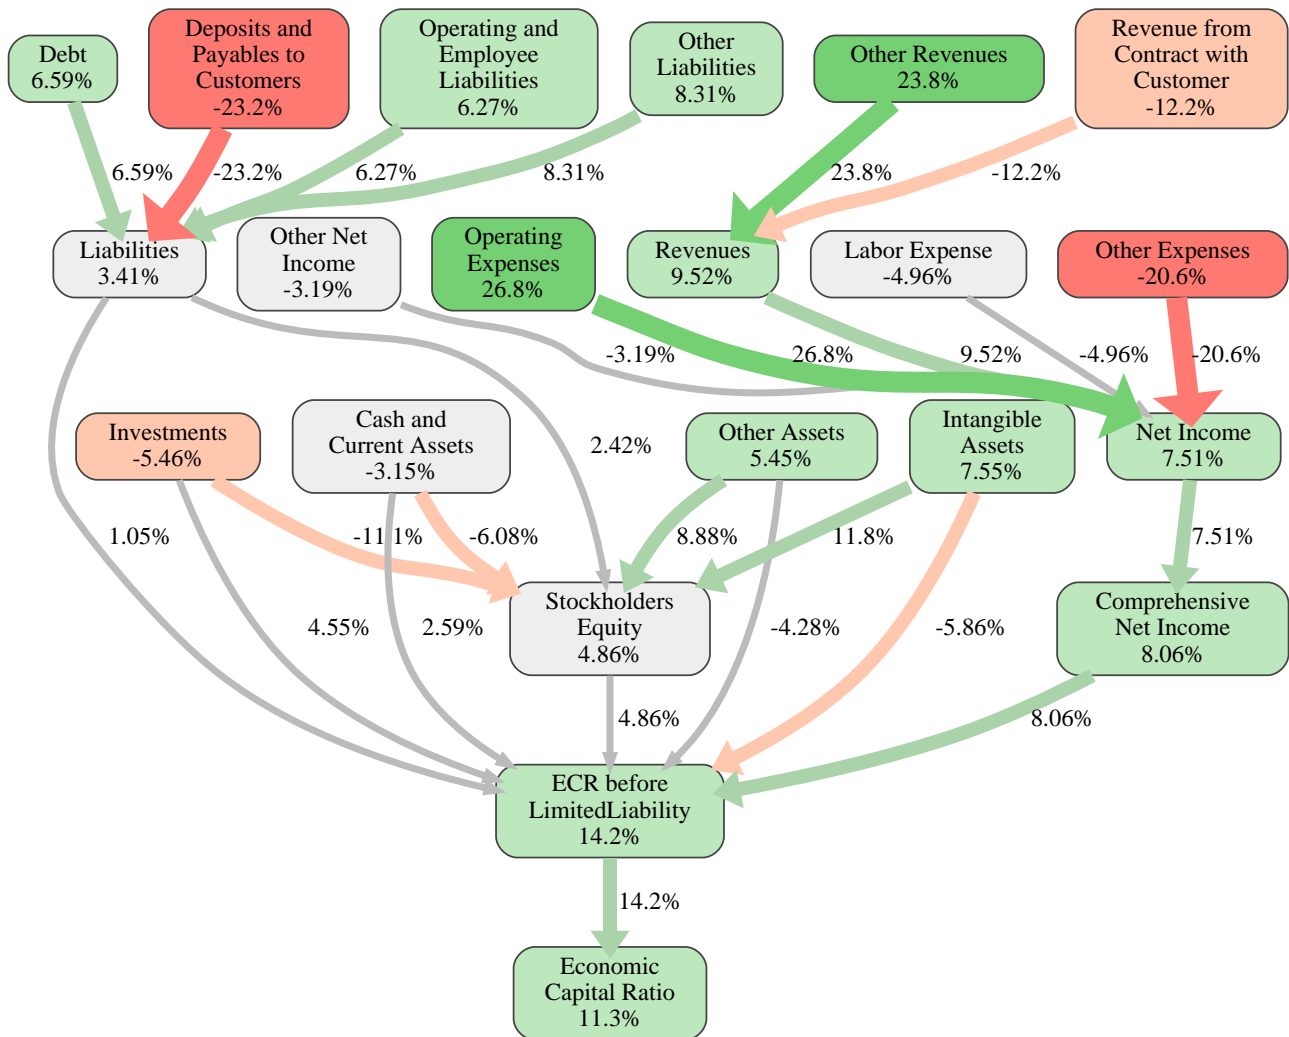 Debt
6.59%
Deposits and
Payables to
Customers
-23.2%
Operating and
Employee
Liabilities
6.27%
Other
Liabilities
8.31%
Other Revenues
23.8%
Revenue from
Contract with
Customer
-12.2%
6.59%
-23.2%
6.27%
8.31%
23.8%
-12.2%
Liabilities
3.41%
Other Net
Income
-3.19%
Operating
Expenses
26.8%
Revenues
9.52%
Labor Expense
-4.96%
Other Expenses
-20.6%
-3.19%
26.8%
9.52%
-4.96%
-20.6%
Investments
-5.46%
Cash and
Current Assets
-3.15%
2.42%
Other Assets
5.45%
Intangible
Assets
7.55%
Net Income
7.51%
1.05%
-11.1%
-6.08%
8.88%
11.8%
7.51%
4.55%
2.59%
Stockholders
Equity
4.86%
-4.28%
-5.86%
Comprehensive
Net Income
8.06%
4.86%
8.06%
ECR before
LimitedLiability
14.2%
14.2%
Economic
Capital Ratio
11.3%